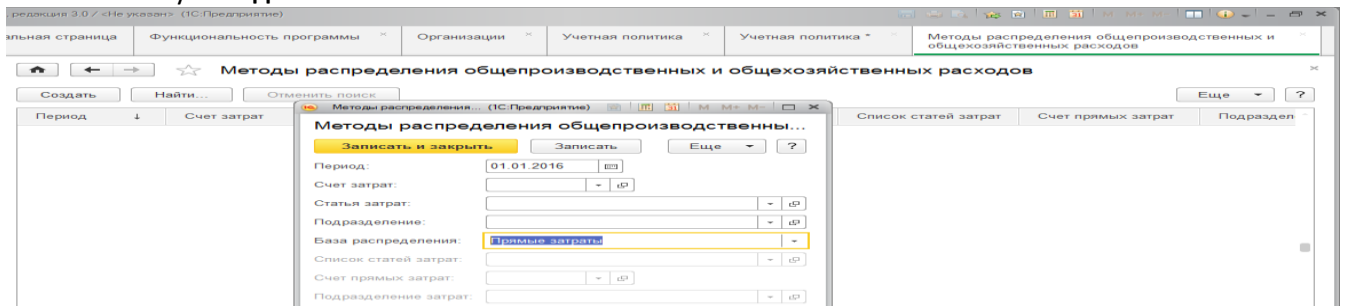 редакция 3.0 / <Не указан> (1С:Предприятие)
М М+ М-
альная страница
Функциональность программы
Организации
Учетная политика
Учетная политика *
Методы распределения общепроизводственных и общехозяйственных расходов
Методы распределения общепроизводственных и общехозяйственных расходов
Создать Найти... Отменить поиск Еще ?
Период Счет затрат Список статей затрат Счет прямых затрат Подраздел
Методы распределения... (1С:Предприятие) М М+ М-
Методы распределения общепроизводственны...
Записать и закрыть Записать Еще ?
Период: 01.01.2016
Счет затрат:
Статья затрат:
Подразделение:
База распределения: Прямые затраты
Список статей затрат:
Счет прямых затрат:
Подразделение затрат: